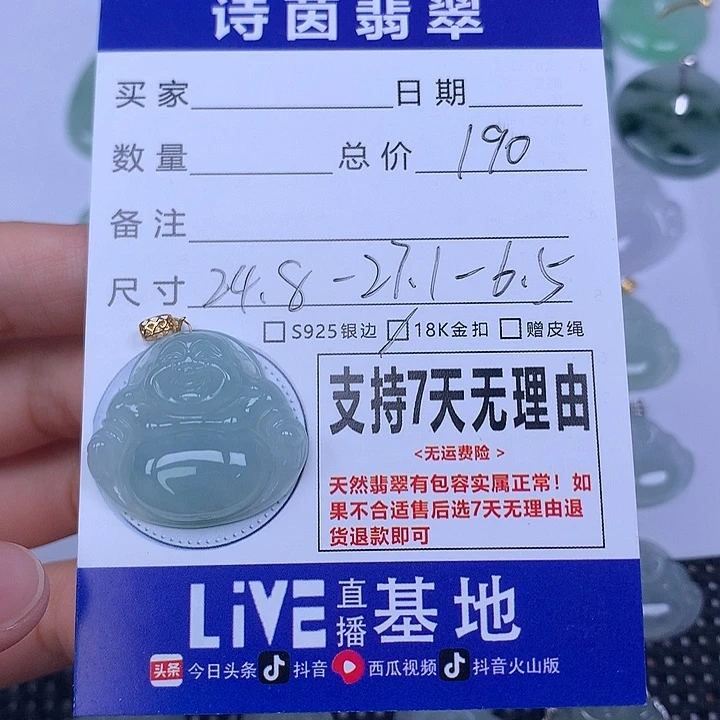 诗茵翡翠
买家 日期
数量 总价 190
备注
尺寸 24.8-27.1-6.5
S925银边 18K金扣 赠皮绳
支持7天无理由
<无运费险>
天然翡翠有包容实属正常！如
果不合适售后选7天无理由退
货退款即可
LiVE 直播 基地
头条 今日头条 抖音 西瓜视频 抖音火山版